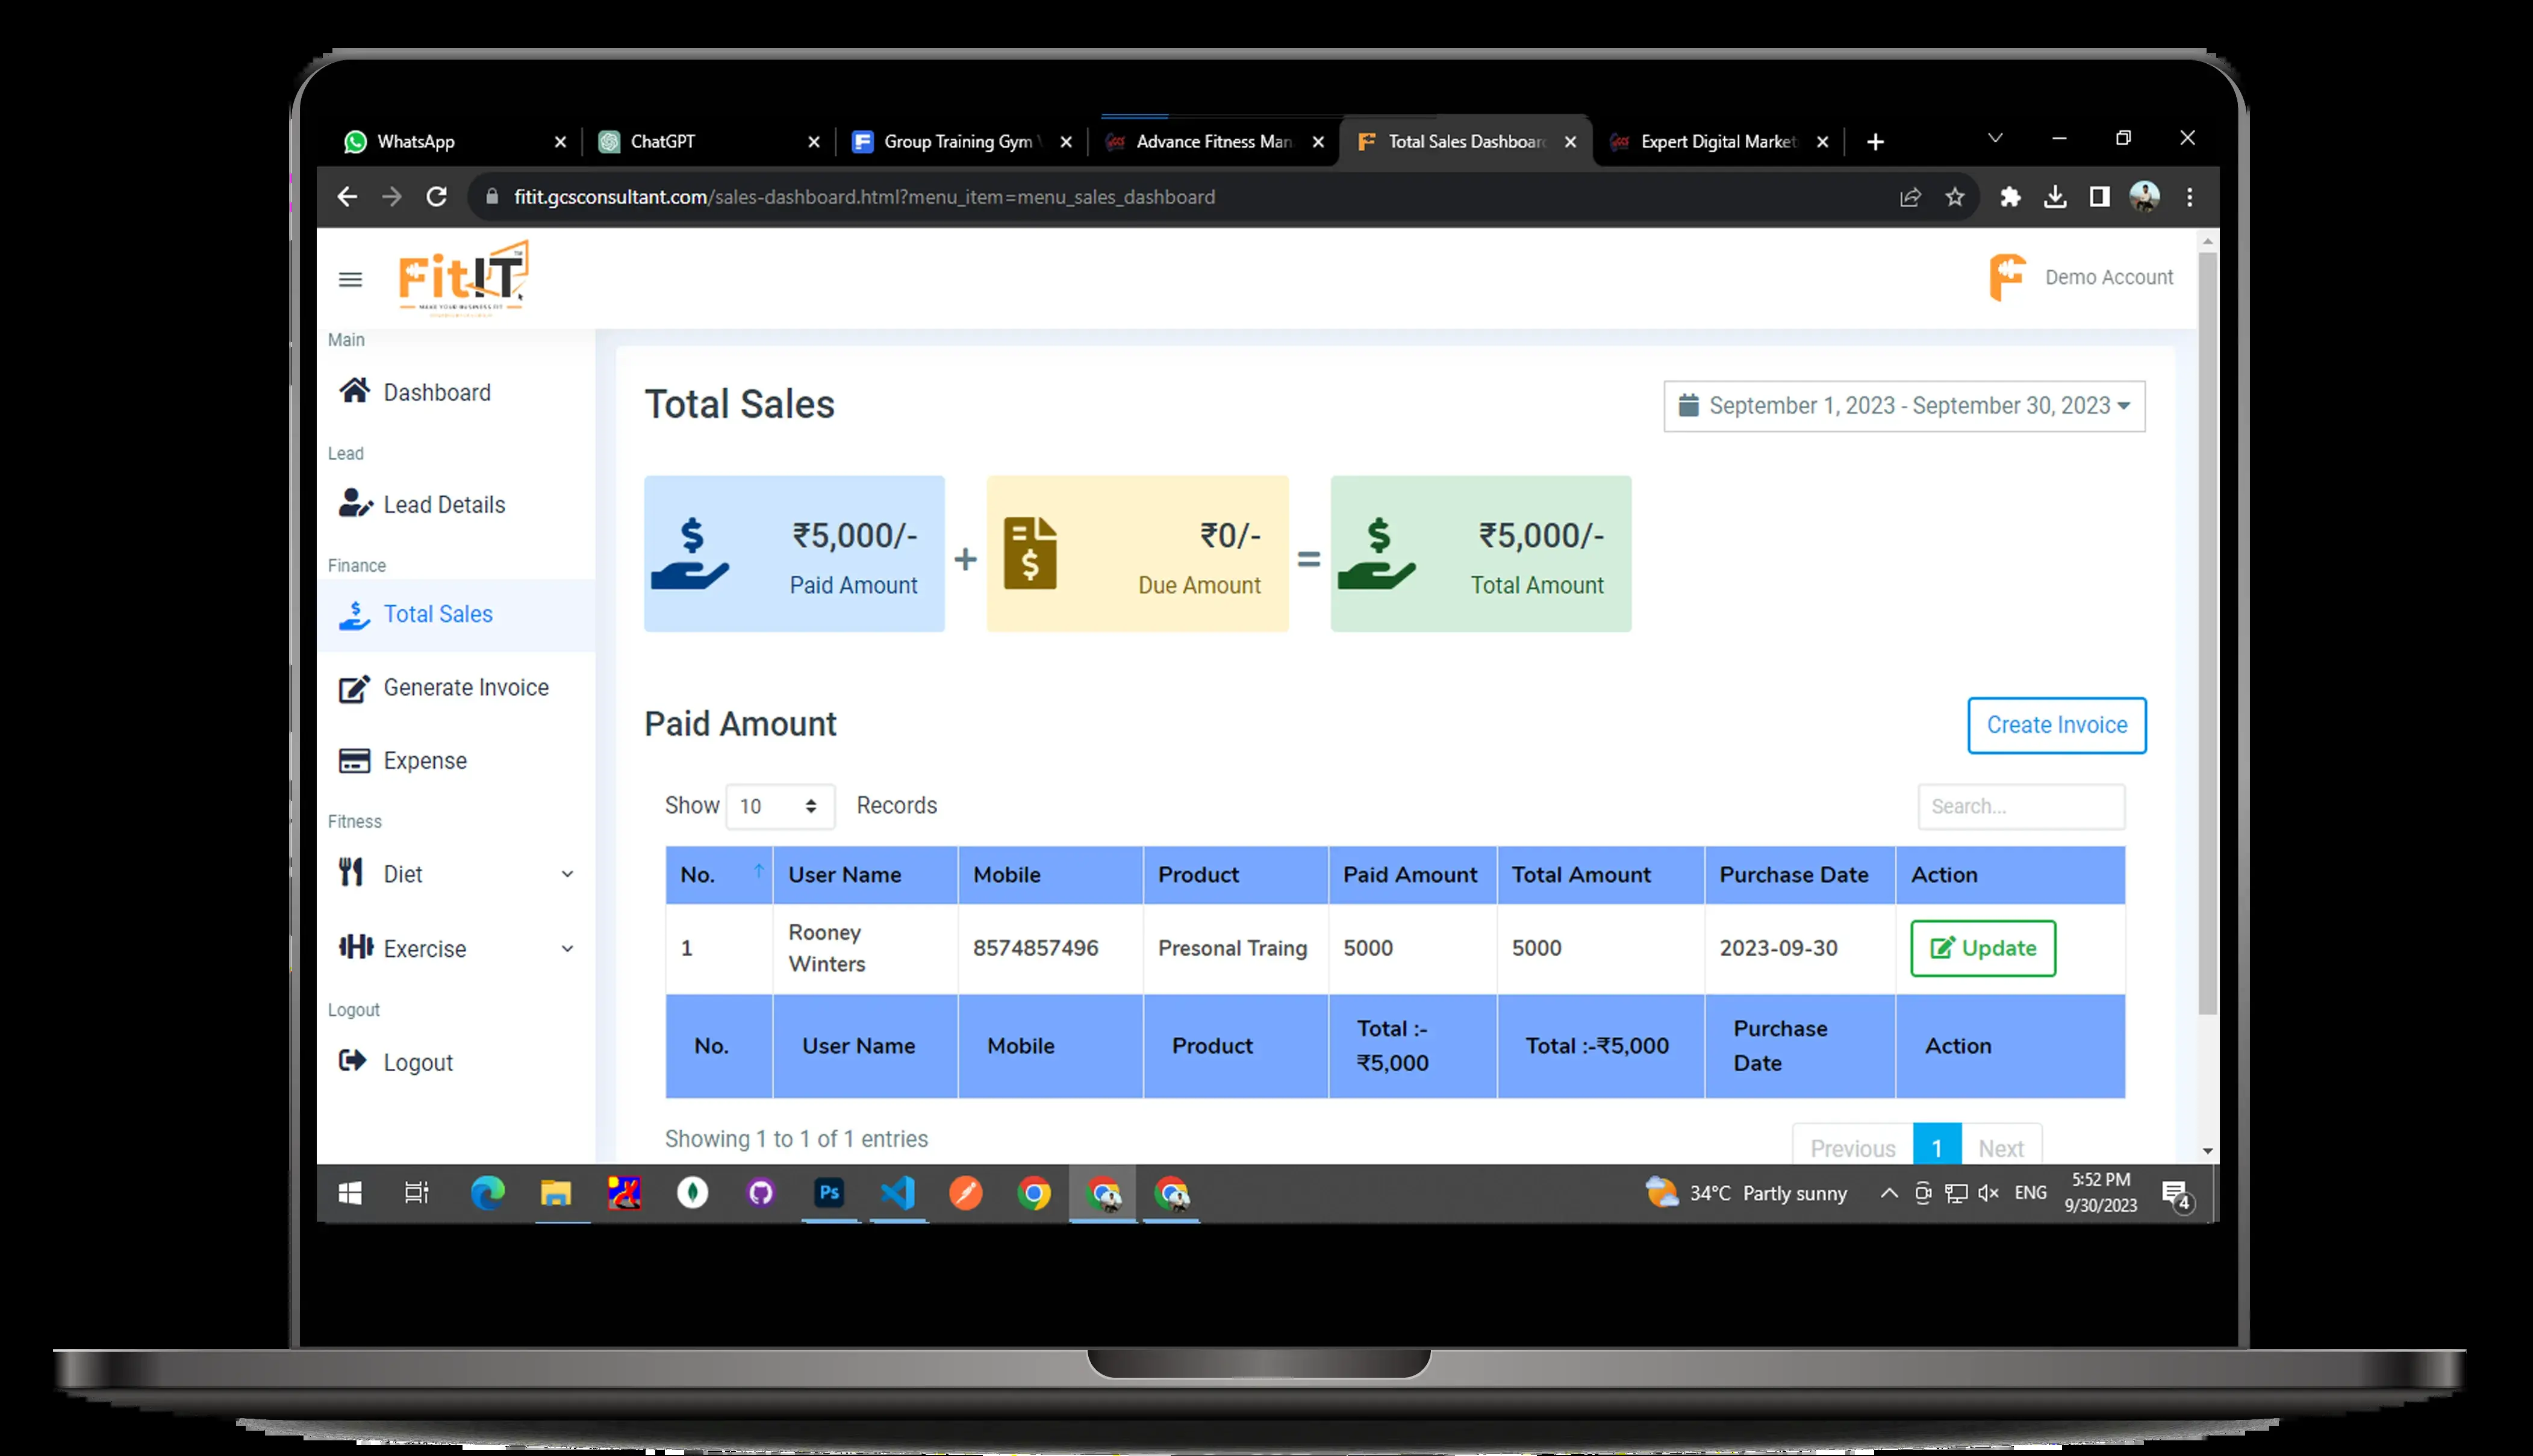 WhatsApp
ChatGPT
Group Training Gym
Advance Fitness Man
Total Sales Dashboar
Expert Digital Market
fitit.gcsconsultant.com/sales-dashboard.html?menu_item=menu_sales_dashboard
FitIT
MAKE YOUR BUSINESS FIT
Demo Account
Main
Dashboard
Lead
Lead Details
Finance
Total Sales
Generate Invoice
Expense
Fitness
Diet
Exercise
Logout
Logout
Total Sales
September 1, 2023 - September 30, 2023
₹5,000/-
Paid Amount
+
₹0/-
Due Amount
=
₹5,000/-
Total Amount
Paid Amount
Create Invoice
Show 10 Records
Search...
No. User Name Mobile Product Paid Amount Total Amount Purchase Date Action
1 Rooney Winters 8574857496 Presonal Traing 5000 5000 2023-09-30 Update
No. User Name Mobile Product Total :-₹5,000 Total :-₹5,000 Purchase Date Action
Showing 1 to 1 of 1 entries
Previous 1 Next
Ps
34°C Partly sunny
ENG
5:52 PM
9/30/2023
4